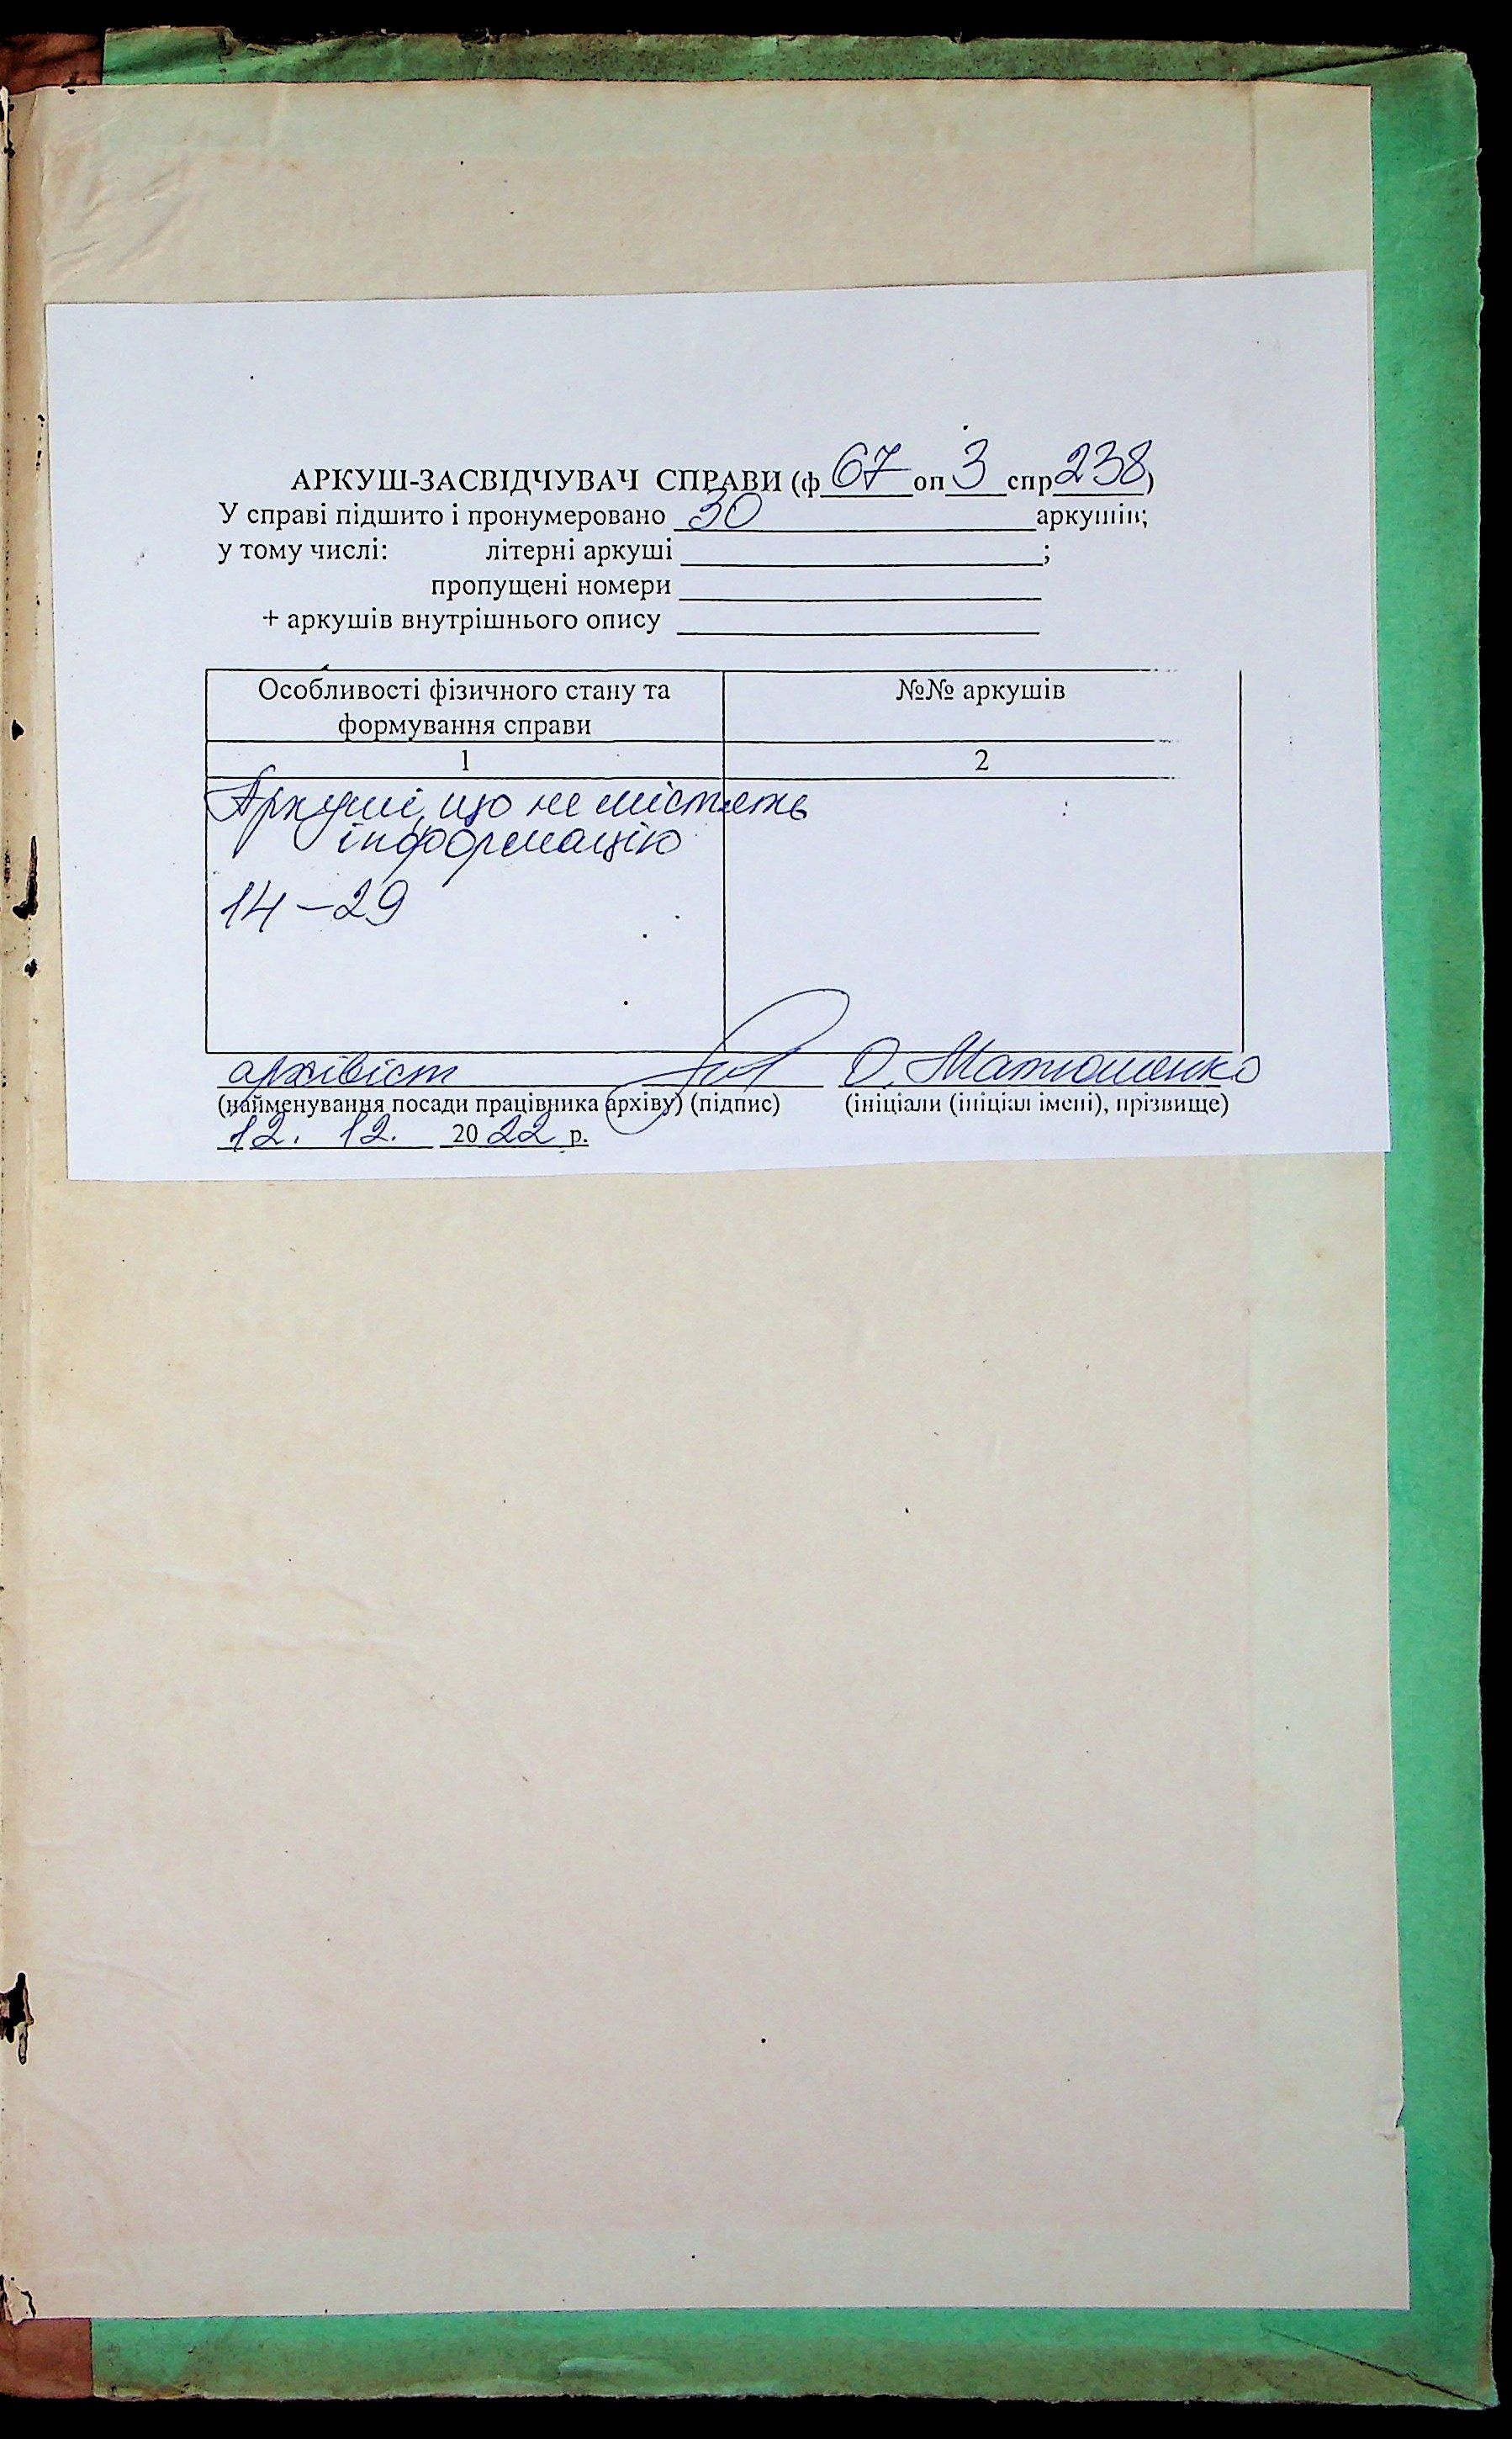 АРКУШ-ЗАСВІДЧУВАЧ СПРАВИ (ф 67 оп 3 спр 238)
У справі підшито і пронумеровано 30 аркушів;
у тому числі: літерні аркуші ;
пропущені номери
+ аркушів внутрішнього опису
Особливості фізичного стану та
формування справи
№№ аркушів
1 2
Аркуші, що не містять
інформацію
14-29
архівіст О. Матюшенко
(найменування посади працівника архіву) (підпис) (ініціали (ініціал імені), прізвище)
12. 12. 2022 р.